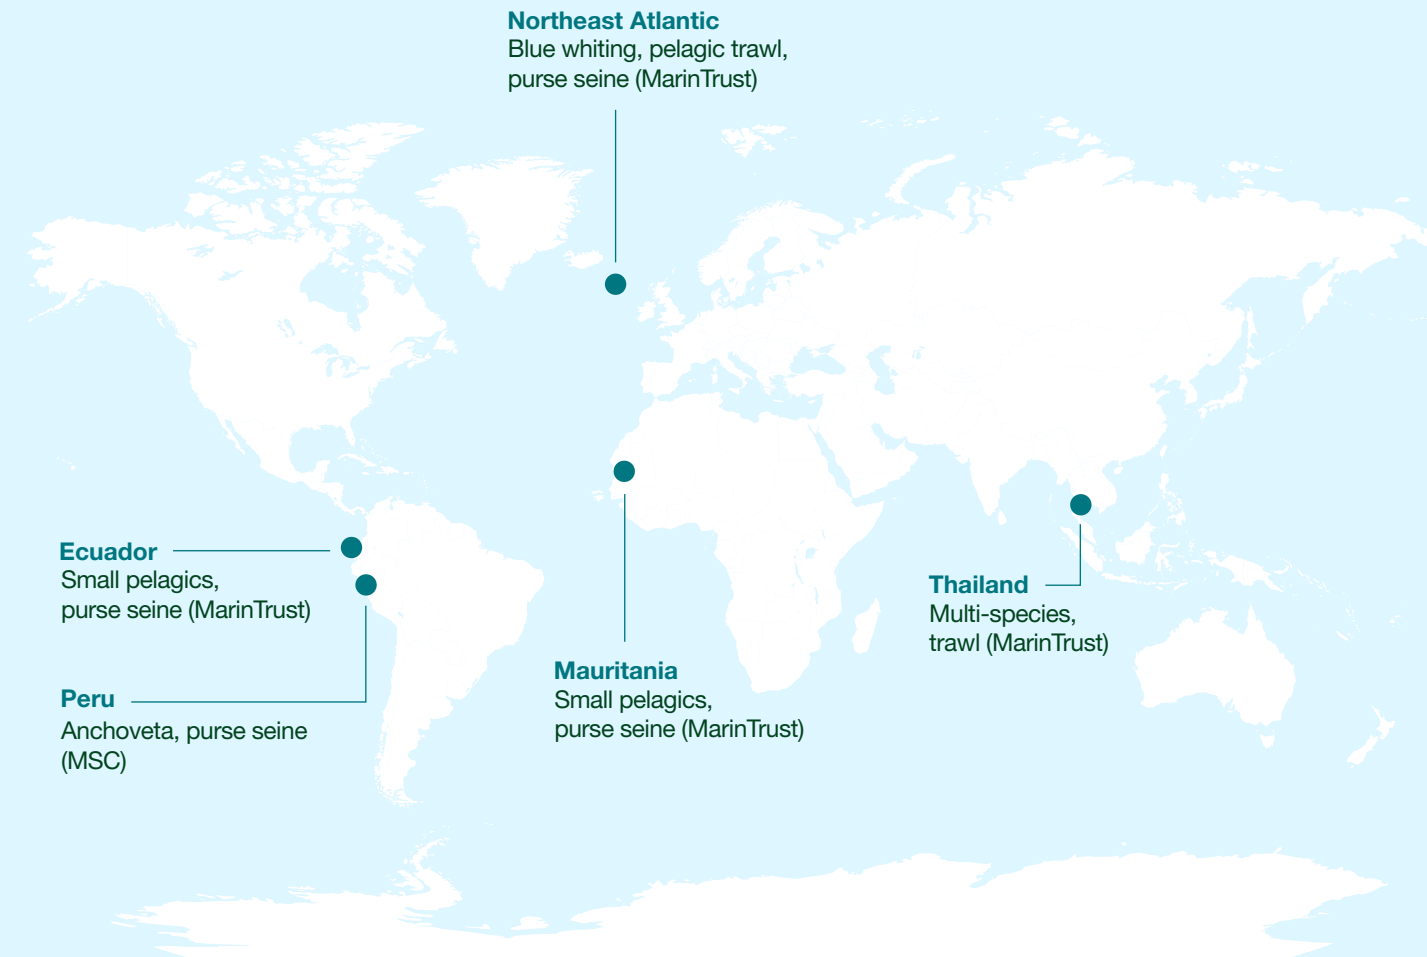 Northeast Atlantic
Blue whiting, pelagic trawl,
purse seine (MarinTrust)
Ecuador
Small pelagics,
purse seine (MarinTrust)
Peru
Anchoveta, purse seine
(MSC)
Mauritania
Small pelagics,
purse seine (MarinTrust)
Thailand
Multi-species,
trawl (MarinTrust)